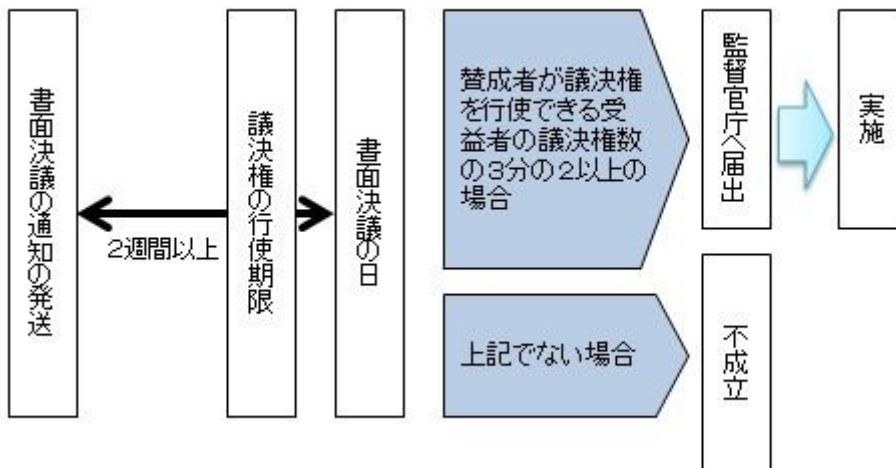 書面決議の通知の発送
2週間以上
議決権の行使期限
書面決議の日
賛成者が議決権
を行使できる受
益者の議決権数
の3分の2以上の
場合
監督官庁へ届出
実施
上記でない場合
不成立